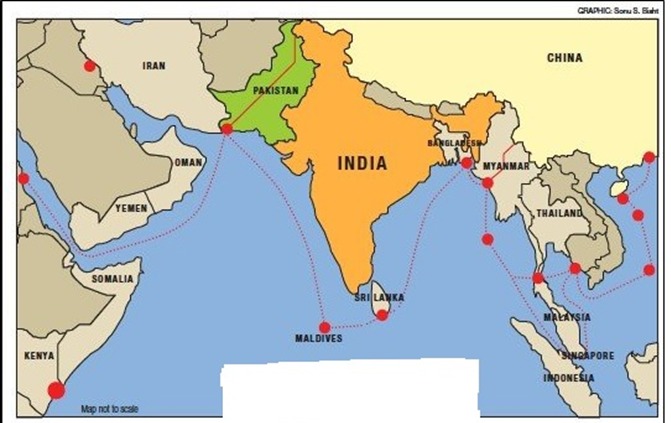 GRAPHIC: Sonu S. Bisht
CHINA
IRAN
PAKISTAN
BANGLADESH
INDIA
OMAN
MYANMAR
YEMEN
THAILAND
SOMALIA
SRI LANKA
MALAYSIA
MALDIVES
SINGAPORE
KENYA
INDONESIA
Map not to scale